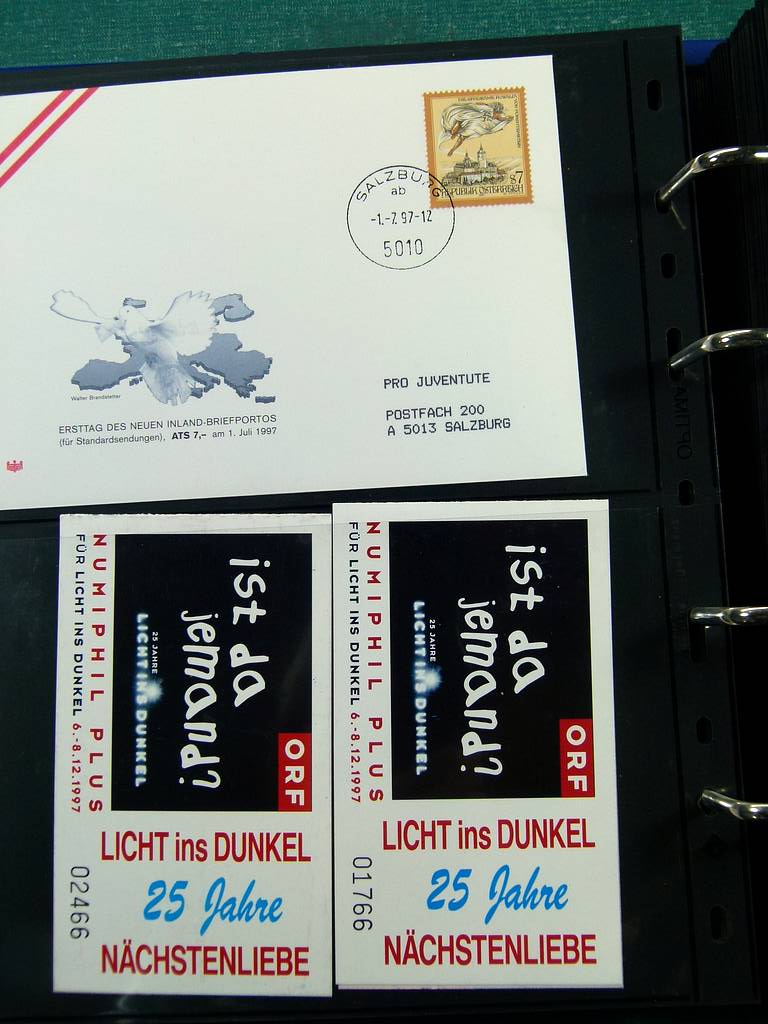 REPUBLIK ÖSTERREICH
S7
SALZBURG
ab
-1.-7.97-12
5010
Walter Brandstetter
ERSTTAG DES NEUEN INLAND-BRIEFPORTOS
(für Standardsendungen), ATS 7,– am 1. Juli 1997
PRO JUVENTUTE
POSTFACH 200
A 5013 SALZBURG
OPTIMA
NUMIPHIL PLUS
FÜR LICHT INS DUNKEL 6.-8.12.1997
ist da
jemand?
25 JAHRE
LICHT INS DUNKEL
ORF
LICHT ins DUNKEL
25 Jahre
NÄCHSTENLIEBE
02466
NUMIPHIL PLUS
FÜR LICHT INS DUNKEL 6.-8.12.1997
ist da
jemand?
25 JAHRE
LICHT INS DUNKEL
ORF
LICHT ins DUNKEL
25 Jahre
NÄCHSTENLIEBE
01766